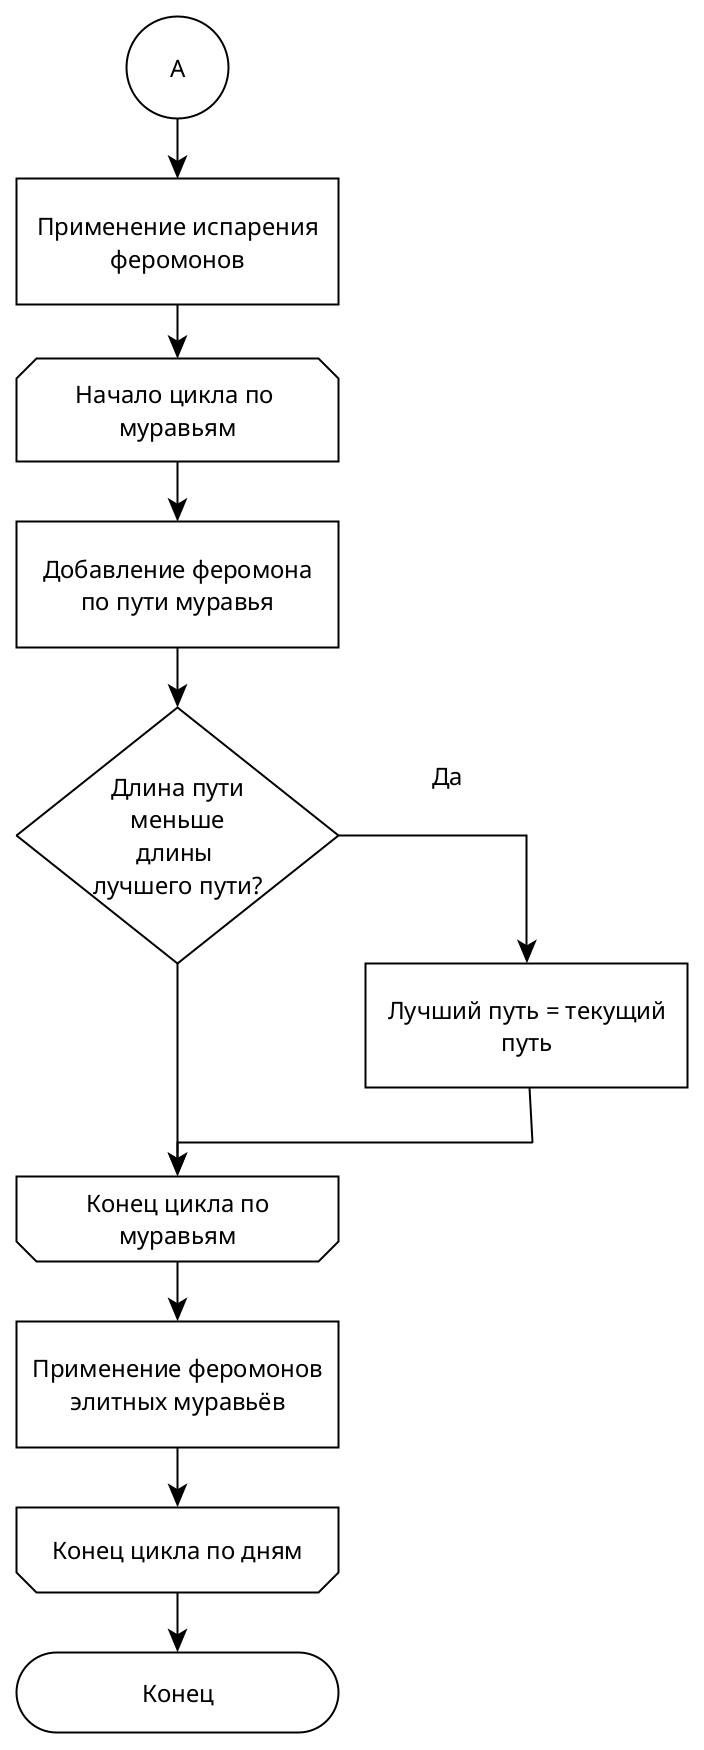 А
Применение испарения
феромонов
Начало цикла по
муравьям
Добавление феромона
по пути муравья
Длина пути
меньше
длины
лучшего пути?
Да
Лучший путь = текущий
путь
Конец цикла по
муравьям
Применение феромонов
элитных муравьёв
Конец цикла по дням
Конец